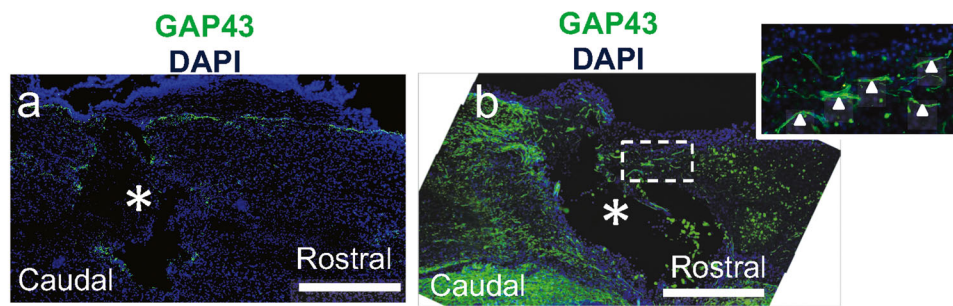 GAP43
DAPI
a
*
Caudal
Rostral
GAP43
DAPI
b
*
Caudal
Rostral